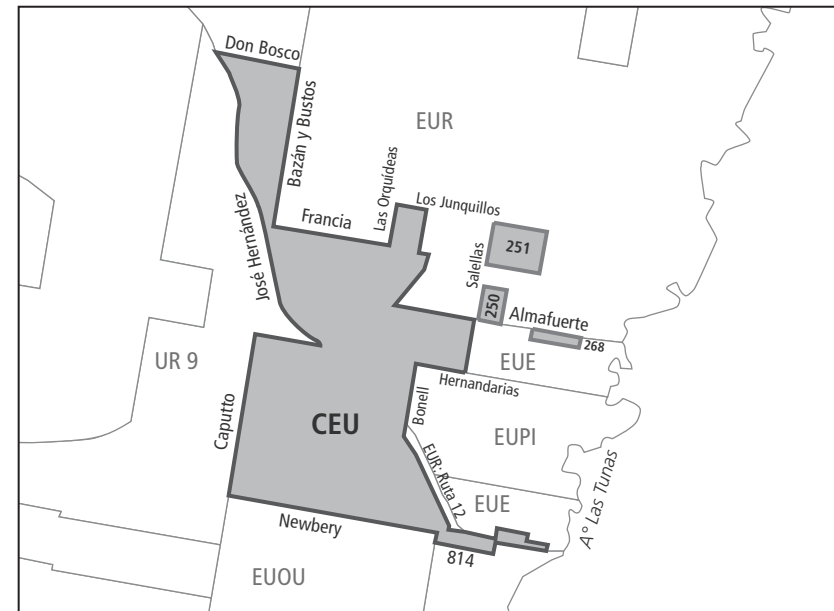 Don Bosco
Bazán y Bustos
EUR
Las Orquídeas
Los Junquillos
José Hernández
Francia
Salellas
251
250
Almafuerte
268
UR 9
EUE
Hernandarias
Caputto
Bonell
CEU
EUPI
EUR: Ruta 12
EUE
A° Las Tunas
Newbery
814
EUOU